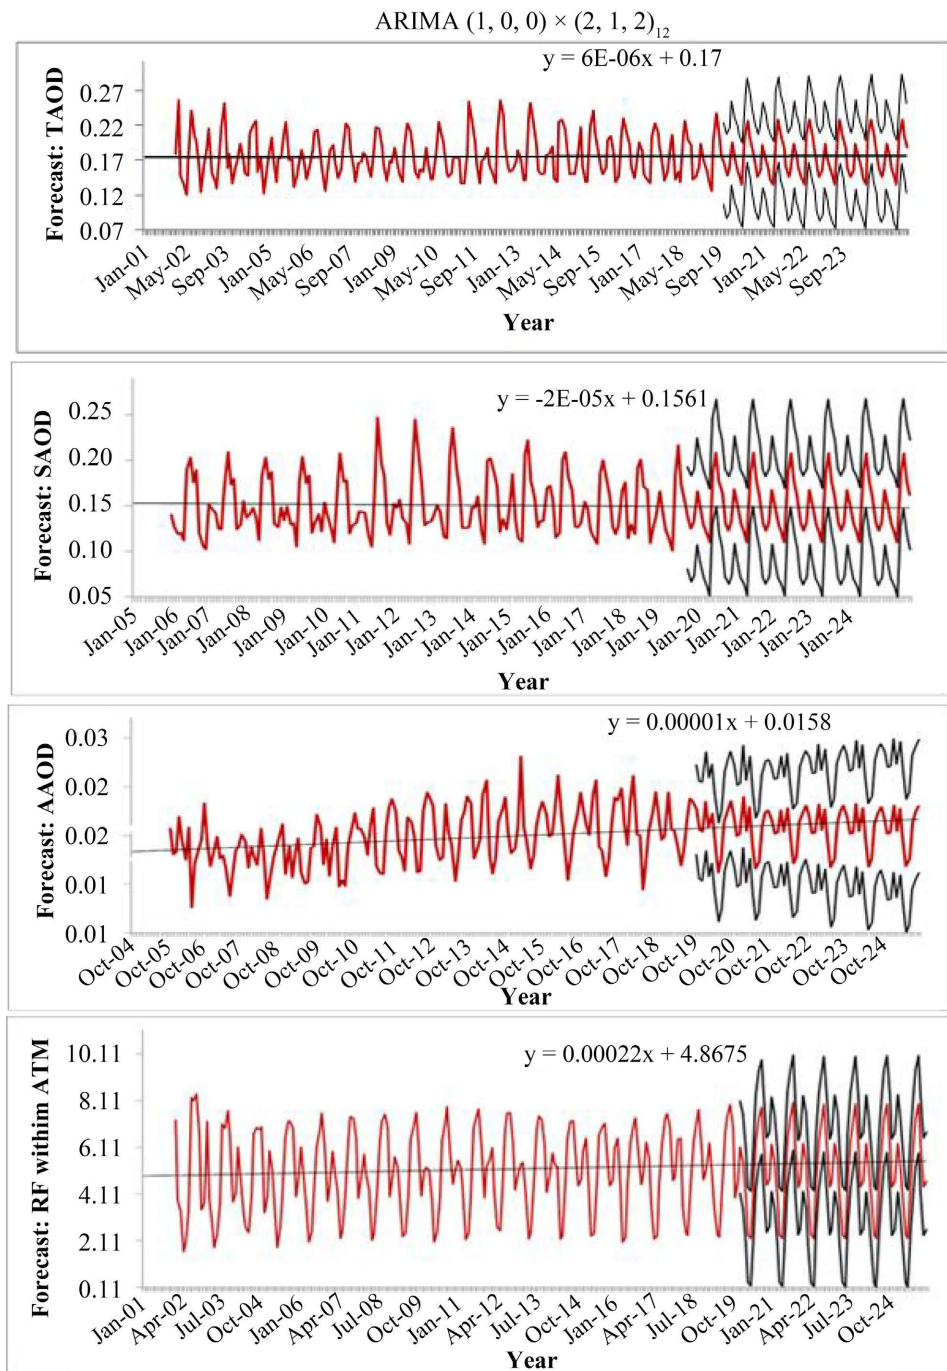 ARIMA (1, 0, 0) × (2, 1, 2)12
y = 6E-06x + 0.17
Forecast: TAOD
0.27
0.22
0.17
0.12
0.07
Jan-01 May-02 Sep-03 Jan-05 May-06 Sep-07 Jan-09 May-10 Sep-11 Jan-13 May-14 Sep-15 Jan-17 May-18 Sep-19 Jan-21 May-22 Sep-23
Year
y = -2E-05x + 0.1561
Forecast: SAOD
0.25
0.20
0.15
0.10
0.05
Jan-05 Jan-06 Jan-07 Jan-08 Jan-09 Jan-10 Jan-11 Jan-12 Jan-13 Jan-14 Jan-15 Jan-16 Jan-17 Jan-18 Jan-19 Jan-20 Jan-21 Jan-22 Jan-23 Jan-24
Year
y = 0.00001x + 0.0158
Forecast: AAOD
0.03
0.02
0.02
0.01
0.01
Oct-04 Oct-05 Oct-06 Oct-07 Oct-08 Oct-09 Oct-10 Oct-11 Oct-12 Oct-13 Oct-14 Oct-15 Oct-16 Oct-17 Oct-18 Oct-19 Oct-20 Oct-21 Oct-22 Oct-23 Oct-24
Year
y = 0.00022x + 4.8675
Forecast: RF within ATM
10.11
8.11
6.11
4.11
2.11
0.11
Jan-01 Apr-02 Jul-03 Oct-04 Jan-06 Apr-07 Jul-08 Oct-09 Jan-11 Apr-12 Jul-13 Oct-14 Jan-16 Apr-17 Jul-18 Oct-19 Jan-21 Apr-22 Jul-23 Oct-24
Year